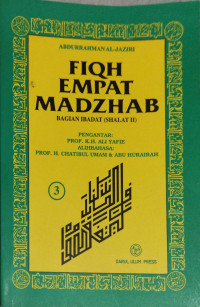 ABDURRAHMAN AL-JAZIRI
FIQH
EMPAT
MADZHAB
BAGIAN IBADAT (SHALAT II)
PENGANTAR:
PROF. K.H. ALI YAFIE
ALIHBAHASA:
PROF. H. CHATIBUL UMAM & ABU HURAIRAH
3
DARUL ULUM PRESS